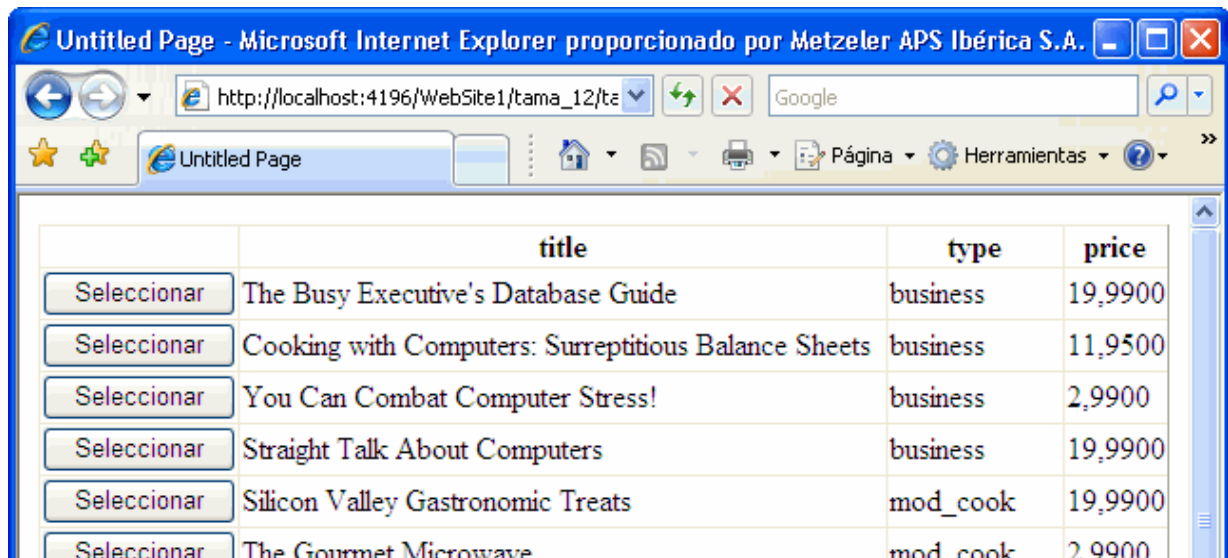 Untitled Page - Microsoft Internet Explorer proporcionado por Metzeler APS Ibérica S.A.
http://localhost:4196/WebSite1/tama_12/ta Google
Untitled Page Página Herramientas
title type price
Seleccionar The Busy Executive's Database Guide business 19,9900
Seleccionar Cooking with Computers: Surreptitious Balance Sheets business 11,9500
Seleccionar You Can Combat Computer Stress! business 2,9900
Seleccionar Straight Talk About Computers business 19,9900
Seleccionar Silicon Valley Gastronomic Treats mod_cook 19,9900
Seleccionar The Gourmet Microwave mod_cook 2,9900